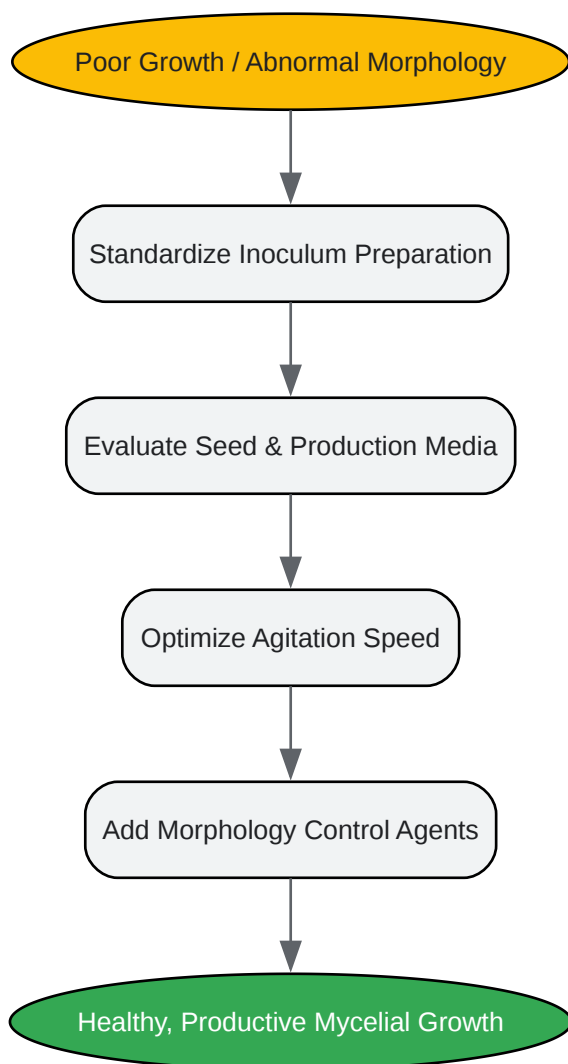 Poor Growth / Abnormal Morphology
Standardize Inoculum Preparation
Evaluate Seed & Production Media
Optimize Agitation Speed
Add Morphology Control Agents
Healthy, Productive Mycelial Growth